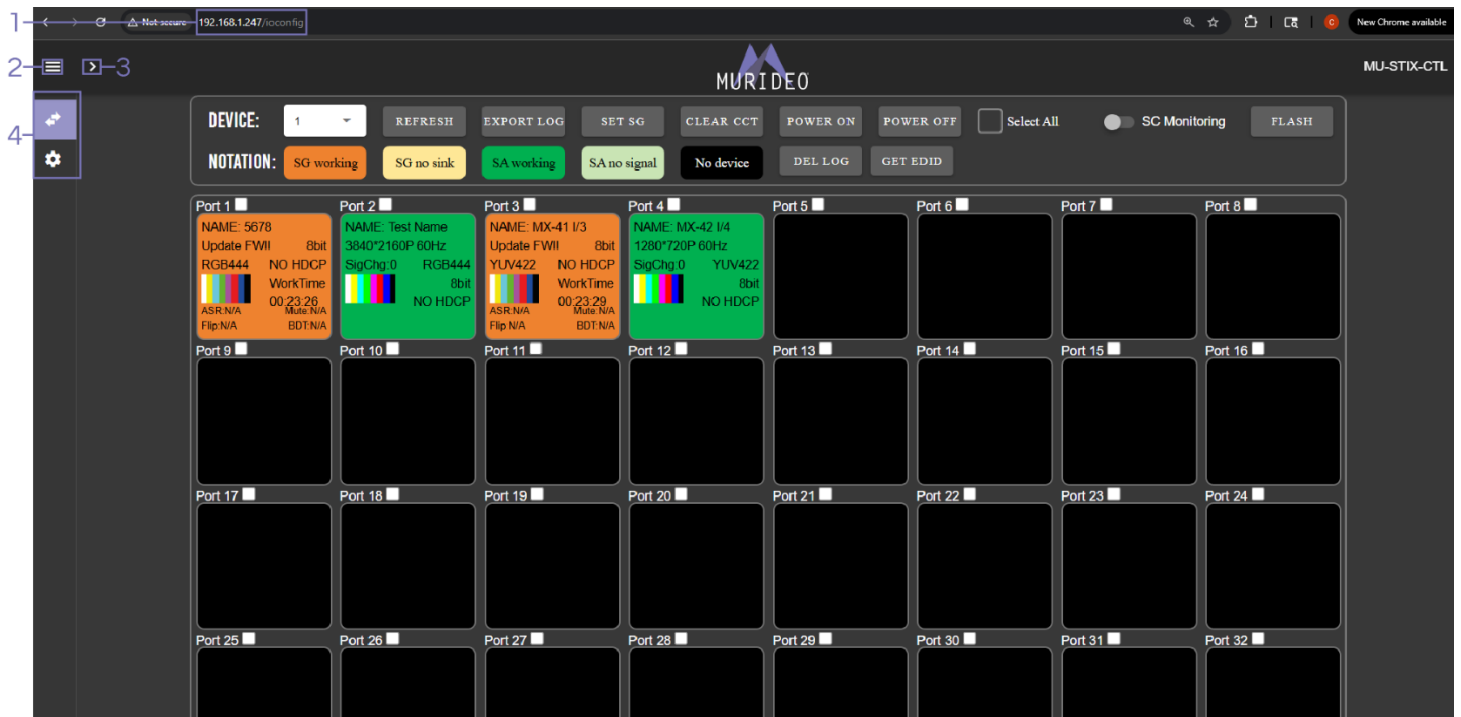 1
Not secure 192.168.1.247/ioconfig
C
New Chrome available
2
3
MURIDEO
MU-STIX-CTL
4
DEVICE: 1 REFRESH EXPORT LOG SET SG CLEAR CCT POWER ON POWER OFF Select All SC Monitoring FLASH
NOTATION: SG working SG no sink SA working SA no signal No device DEL LOG GET EDID
Port 1 Port 2 Port 3 Port 4 Port 5 Port 6 Port 7 Port 8
NAME: 5678
Update FW!! 8bit
RGB444 NO HDCP
WorkTime
00:23:26
ASR:N/A Mute:N/A
Flip:N/A BDT:N/A
NAME: Test Name
3840*2160P 60Hz
SigChg:0 RGB444
8bit
NO HDCP
NAME: MX-41 I/3
Update FW!! 8bit
YUV422 NO HDCP
WorkTime
00:23:29
ASR:N/A Mute:N/A
Flip N/A BDT:N/A
NAME: MX-42 I/4
1280*720P 60Hz
SigChg:0 YUV422
8bit
NO HDCP
Port 9 Port 10 Port 11 Port 12 Port 13 Port 14 Port 15 Port 16
Port 17 Port 18 Port 19 Port 20 Port 21 Port 22 Port 23 Port 24
Port 25 Port 26 Port 27 Port 28 Port 29 Port 30 Port 31 Port 32